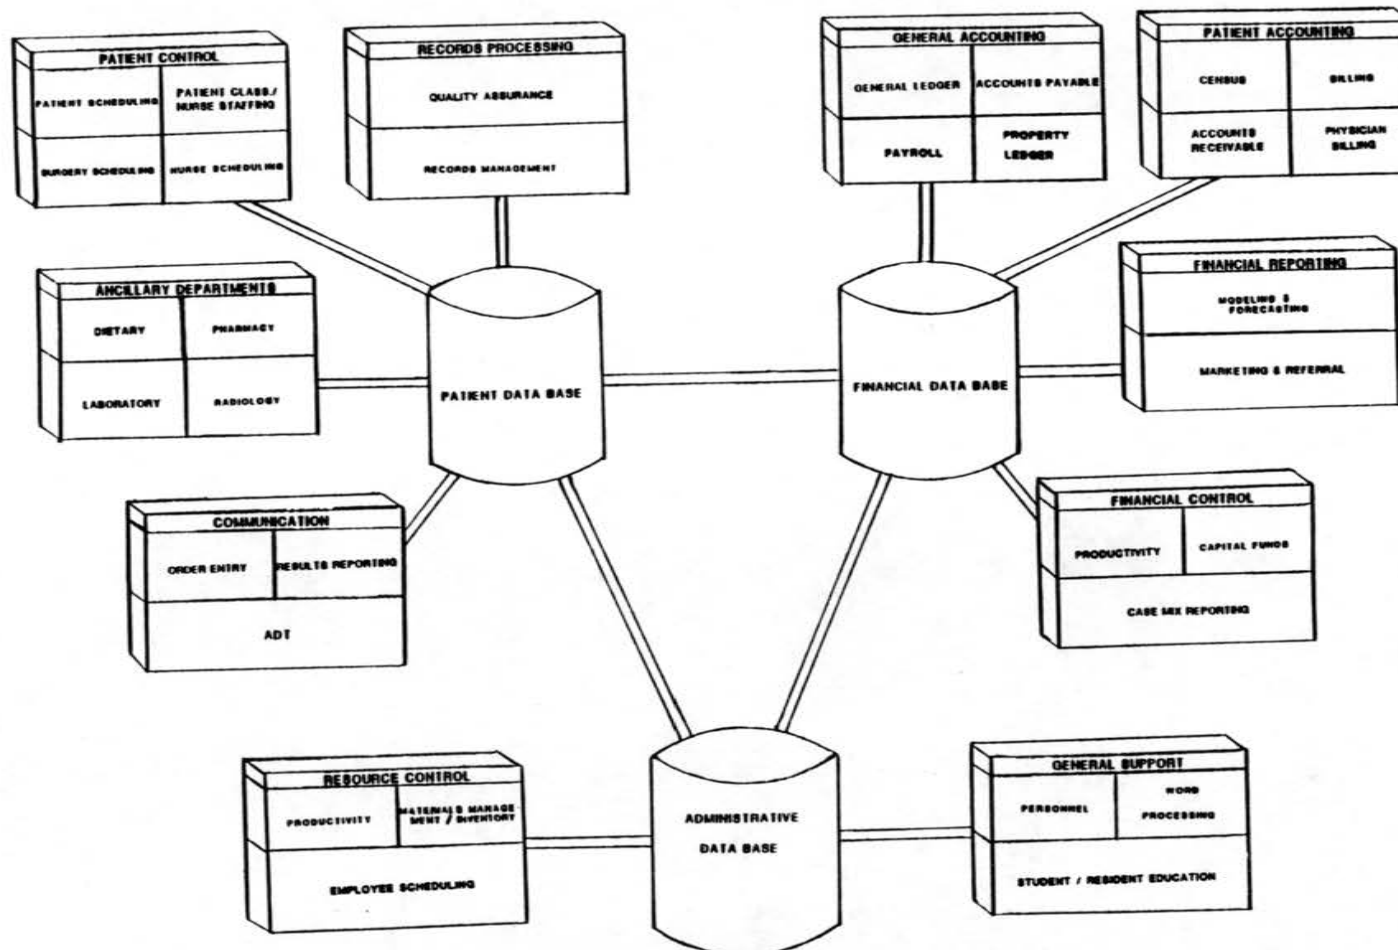 PATIENT CONTROL
PATIENT SCHEDULING
PATIENT CLASS./
NURSE STAFFING
SURGERY SCHEDULING
NURSE SCHEDULING
RECORDS PROCESSING
QUALITY ASSURANCE
RECORDS MANAGEMENT
GENERAL ACCOUNTING
GENERAL LEDGER
ACCOUNTS PAYABLE
PAYROLL
PROPERTY
LEDGER
PATIENT ACCOUNTING
CENSUS
BILLING
ACCOUNTS
RECEIVABLE
PHYSICIAN
BILLING
ANCILLARY DEPARTMENTS
DIETARY
PHARMACY
LABORATORY
RADIOLOGY
PATIENT DATA BASE
FINANCIAL DATA BASE
FINANCIAL REPORTING
MODELING &
FORECASTING
MARKETING & REFERRAL
COMMUNICATION
ORDER ENTRY
RESULTS REPORTING
ADT
FINANCIAL CONTROL
PRODUCTIVITY
CAPITAL FUNDS
CASE MIX REPORTING
RESOURCE CONTROL
PRODUCTIVITY
MATERIALS MANAGE-
MENT / INVENTORY
EMPLOYEE SCHEDULING
ADMINISTRATIVE
DATA BASE
GENERAL SUPPORT
PERSONNEL
WORD
PROCESSING
STUDENT / RESIDENT EDUCATION